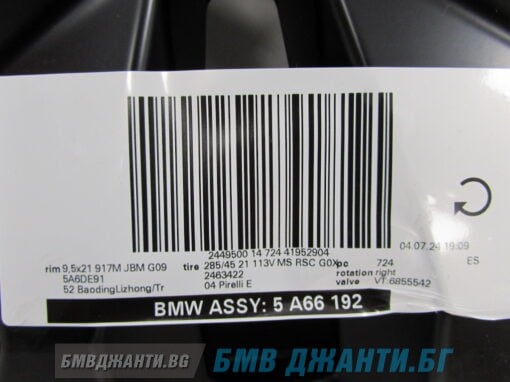 2449500 14 724 41952904
04.07.24 19:09
rim 9,5x21 917M JBM G09 tire 285/45 21 113V MS RSC G0X pc 724 ES
5A6DE91 2463422 rotation right
52 BaodingLizhong/Tr 04 Pirelli E valve VT:6855542
BMW ASSY: 5 A66 192
БМВДЖАНТИ.BG
БМВ ДЖАНТИ.БГ